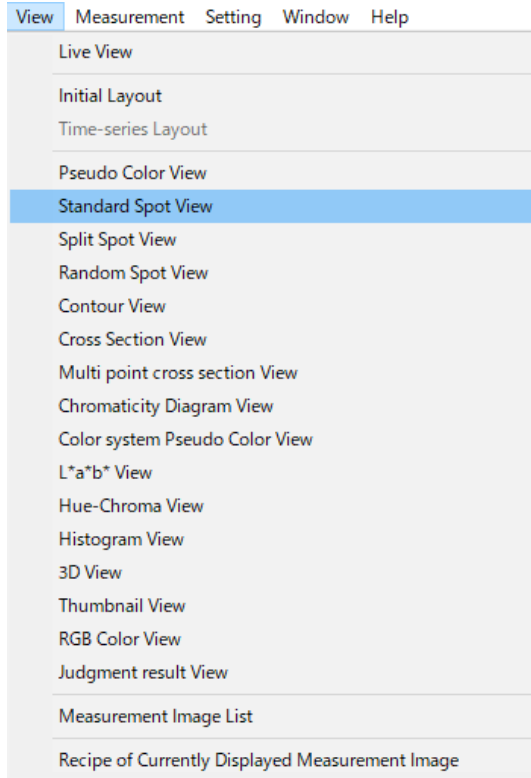 View Measurement Setting Window Help
Live View
Initial Layout
Time-series Layout
Pseudo Color View
Standard Spot View
Split Spot View
Random Spot View
Contour View
Cross Section View
Multi point cross section View
Chromaticity Diagram View
Color system Pseudo Color View
L*a*b* View
Hue-Chroma View
Histogram View
3D View
Thumbnail View
RGB Color View
Judgment result View
Measurement Image List
Recipe of Currently Displayed Measurement Image